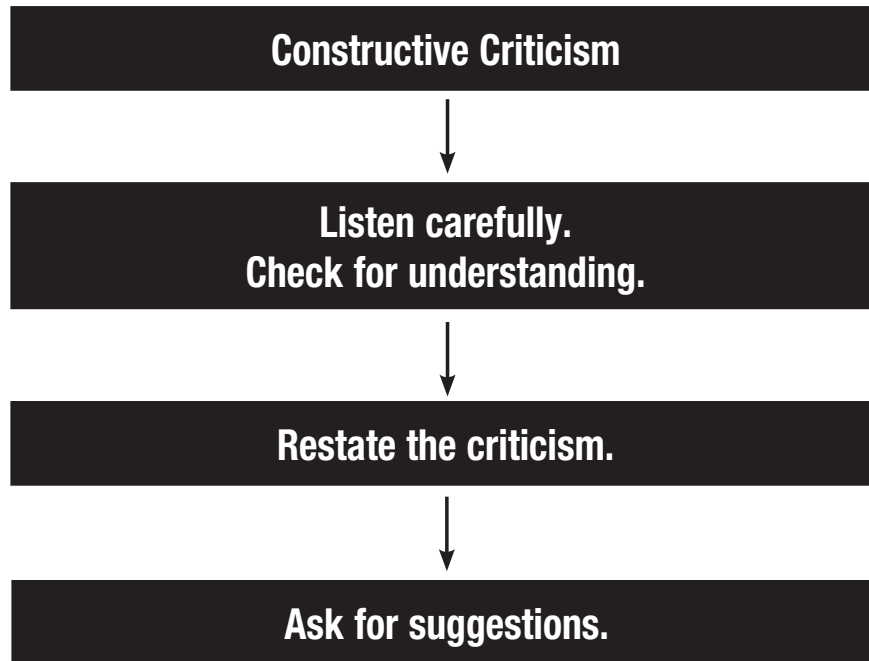 Constructive Criticism
Listen carefully.
Check for understanding.
Restate the criticism.
Ask for suggestions.